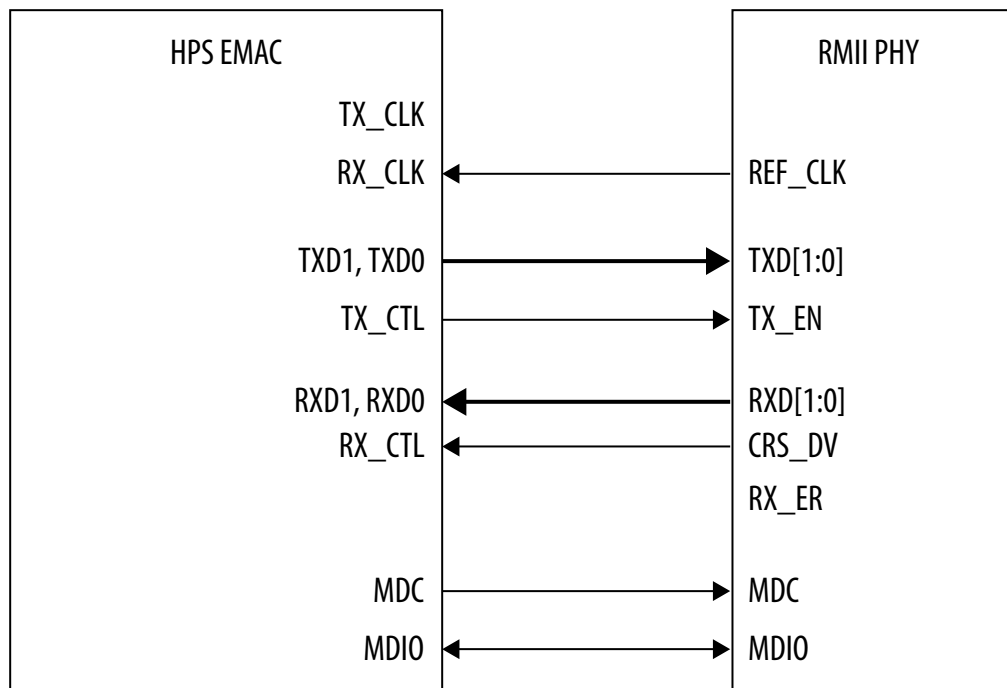 HPS EMAC
RMII PHY
TX_CLK
RX_CLK
REF_CLK
TXD1, TXD0
TXD[1:0]
TX_CTL
TX_EN
RXD1, RXD0
RXD[1:0]
RX_CTL
CRS_DV
RX_ER
MDC
MDC
MDIO
MDIO